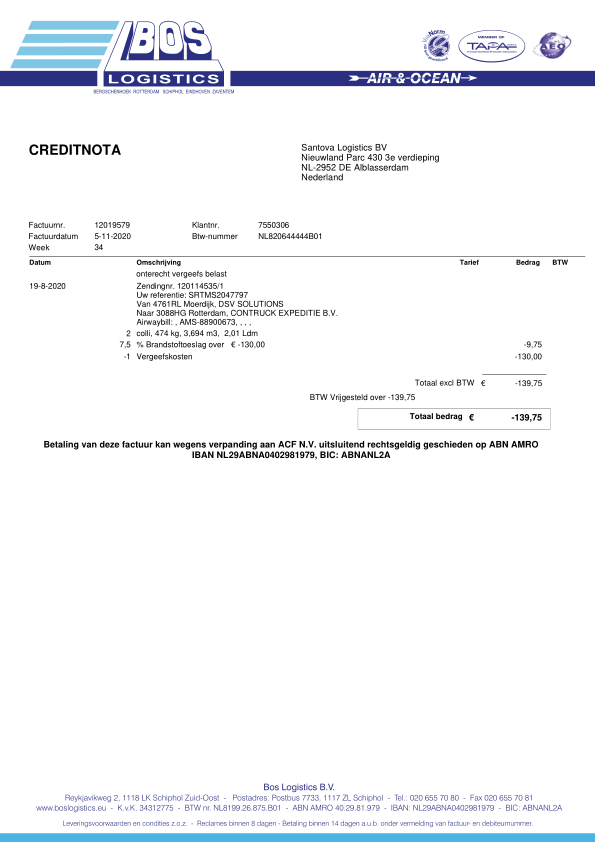 BOS
LOGISTICS
BERGSCHENHOEK ROTTERDAM SCHIPHOL EINDHOVEN ZAVENTEM
Norm
MEMBER OF
TAPA
AEO
AIR & OCEAN
CREDITNOTA
Santova Logistics BV
Nieuwland Parc 430 3e verdieping
NL-2952 DE Alblasserdam
Nederland
Factuurnr. 12019579 Klantnr. 7550306
Factuurdatum 5-11-2020 Btw-nummer NL820644444B01
Week 34
Datum Omschrijving Tarief Bedrag BTW
onterecht vergeefs belast
19-8-2020 Zendingnr. 120114535/1
Uw referentie: SRTMS2047797
Van 4761RL Moerdijk, DSV SOLUTIONS
Naar 3088HG Rotterdam, CONTRUCK EXPEDITIE B.V.
Airwaybill: , AMS-88900673, , , ,
2 colli, 474 kg, 3,694 m3, 2,01 Ldm
7,5 % Brandstoftoeslag over € -130,00 -9,75
-1 Vergeefskosten -130,00
Totaal excl BTW € -139,75
BTW Vrijgesteld over -139,75
Totaal bedrag € -139,75
Betaling van deze factuur kan wegens verpanding aan ACF N.V. uitsluitend rechtsgeldig geschieden op ABN AMRO
IBAN NL29ABNA0402981979, BIC: ABNANL2A
Bos Logistics B.V.
Reykjavikweg 2, 1118 LK Schiphol Zuid-Oost - Postadres: Postbus 7733, 1117 ZL Schiphol - Tel.: 020 655 70 80 - Fax 020 655 70 81
www.boslogistics.eu - K.v.K. 34312775 - BTW nr. NL8199.26.875.B01 - ABN AMRO 40.29.81.979 - IBAN: NL29ABNA0402981979 - BIC: ABNANL2A
Leveringsvoorwaarden en condities z.o.z. - Reclames binnen 8 dagen - Betaling binnen 14 dagen a.u.b. onder vermelding van factuur- en debiteurnummer.